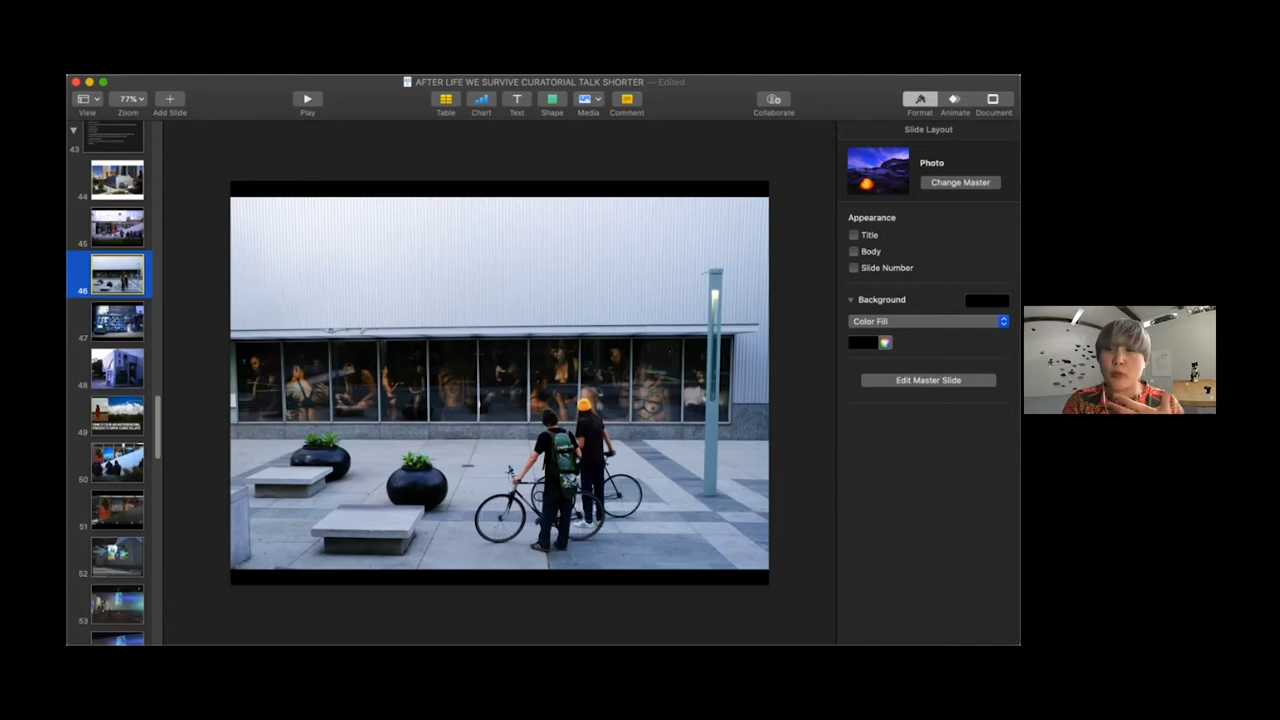 AFTER LIFE WE SURVIVE CURATORIAL TALK SHORTER — Edited
77%
View
Zoom
Add Slide
Play
Table
Chart
Text
Shape
Media
Comment
Collaborate
Format
Animate
Document
Slide Layout
Photo
Change Master
Appearance
Title
Body
Slide Number
Background
Color Fill
Edit Master Slide
43
44
45
46
47
48
49
50
51
52
53